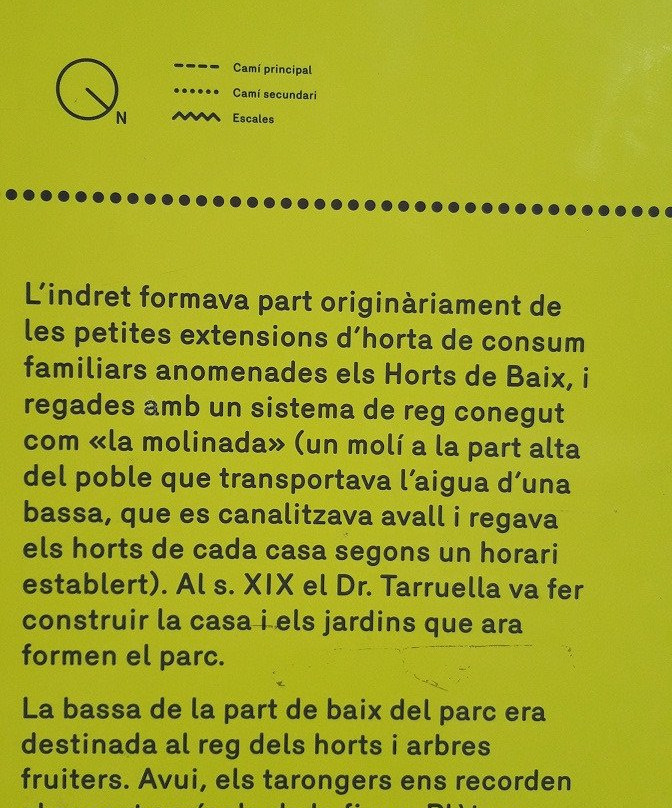 N
Camí principal
Camí secundari
Escales
L'indret formava part originàriament de
les petites extensions d'horta de consum
familiars anomenades els Horts de Baix, i
regades amb un sistema de reg conegut
com «la molinada» (un molí a la part alta
del poble que transportava l'aigua d'una
bassa, que es canalitzava avall i regava
els horts de cada casa segons un horari
establert). Al s. XIX el Dr. Tarruella va fer
construir la casa i els jardins que ara
formen el parc.
La bassa de la part de baix del parc era
destinada al reg dels horts i arbres
fruiters. Avui, els tarongers ens recorden